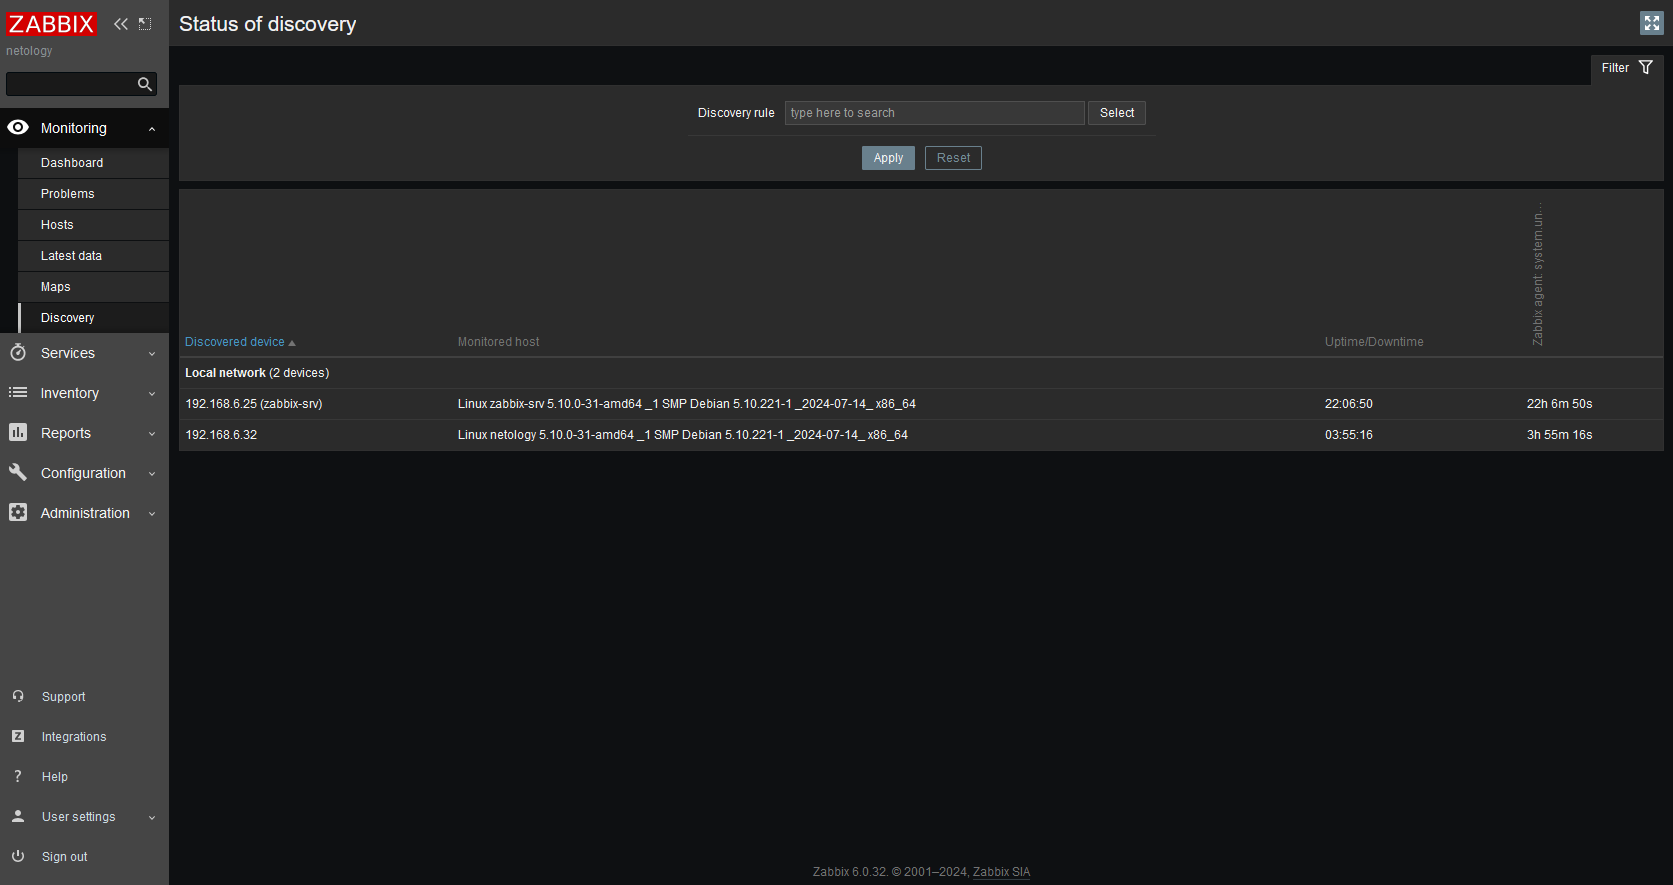 ZABBIX
netology
Monitoring
Dashboard
Problems
Hosts
Latest data
Maps
Discovery
Services
Inventory
Reports
Configuration
Administration
Support
Integrations
Help
User settings
Sign out
Status of discovery
Filter
Discovery rule type here to search Select
Apply Reset
Discovered device Monitored host Uptime/Downtime Zabbix agent: system.un...
Local network (2 devices)
192.168.6.25 (zabbix-srv) Linux zabbix-srv 5.10.0-31-amd64 _1 SMP Debian 5.10.221-1 _2024-07-14_ x86_64 22:06:50 22h 6m 50s
192.168.6.32 Linux netology 5.10.0-31-amd64 _1 SMP Debian 5.10.221-1 _2024-07-14_ x86_64 03:55:16 3h 55m 16s
Zabbix 6.0.32. © 2001–2024, Zabbix SIA